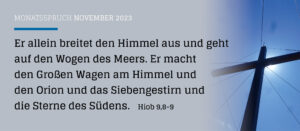 MONATSSPRUCH NOVEMBER 2023
Er allein breitet den Himmel aus und geht
auf den Wogen des Meers. Er macht
den Großen Wagen am Himmel und
den Orion und das Siebengestirn und
die Sterne des Südens. Hiob 9,8-9